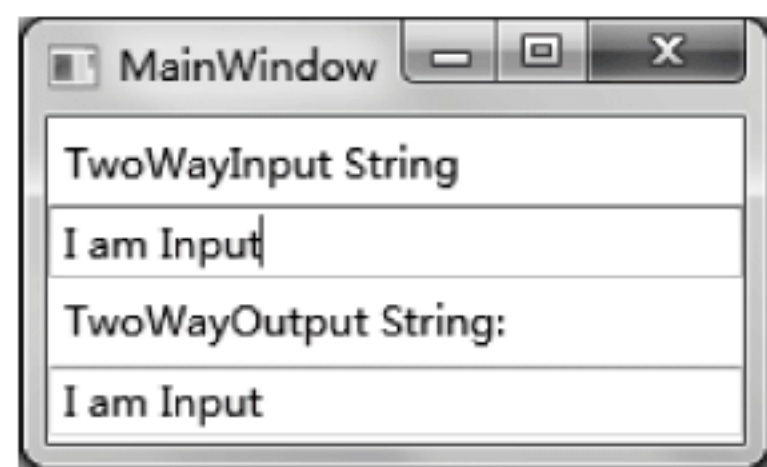 MainWindow
TwoWayInput String
I am Input
TwoWayOutput String:
I am Input